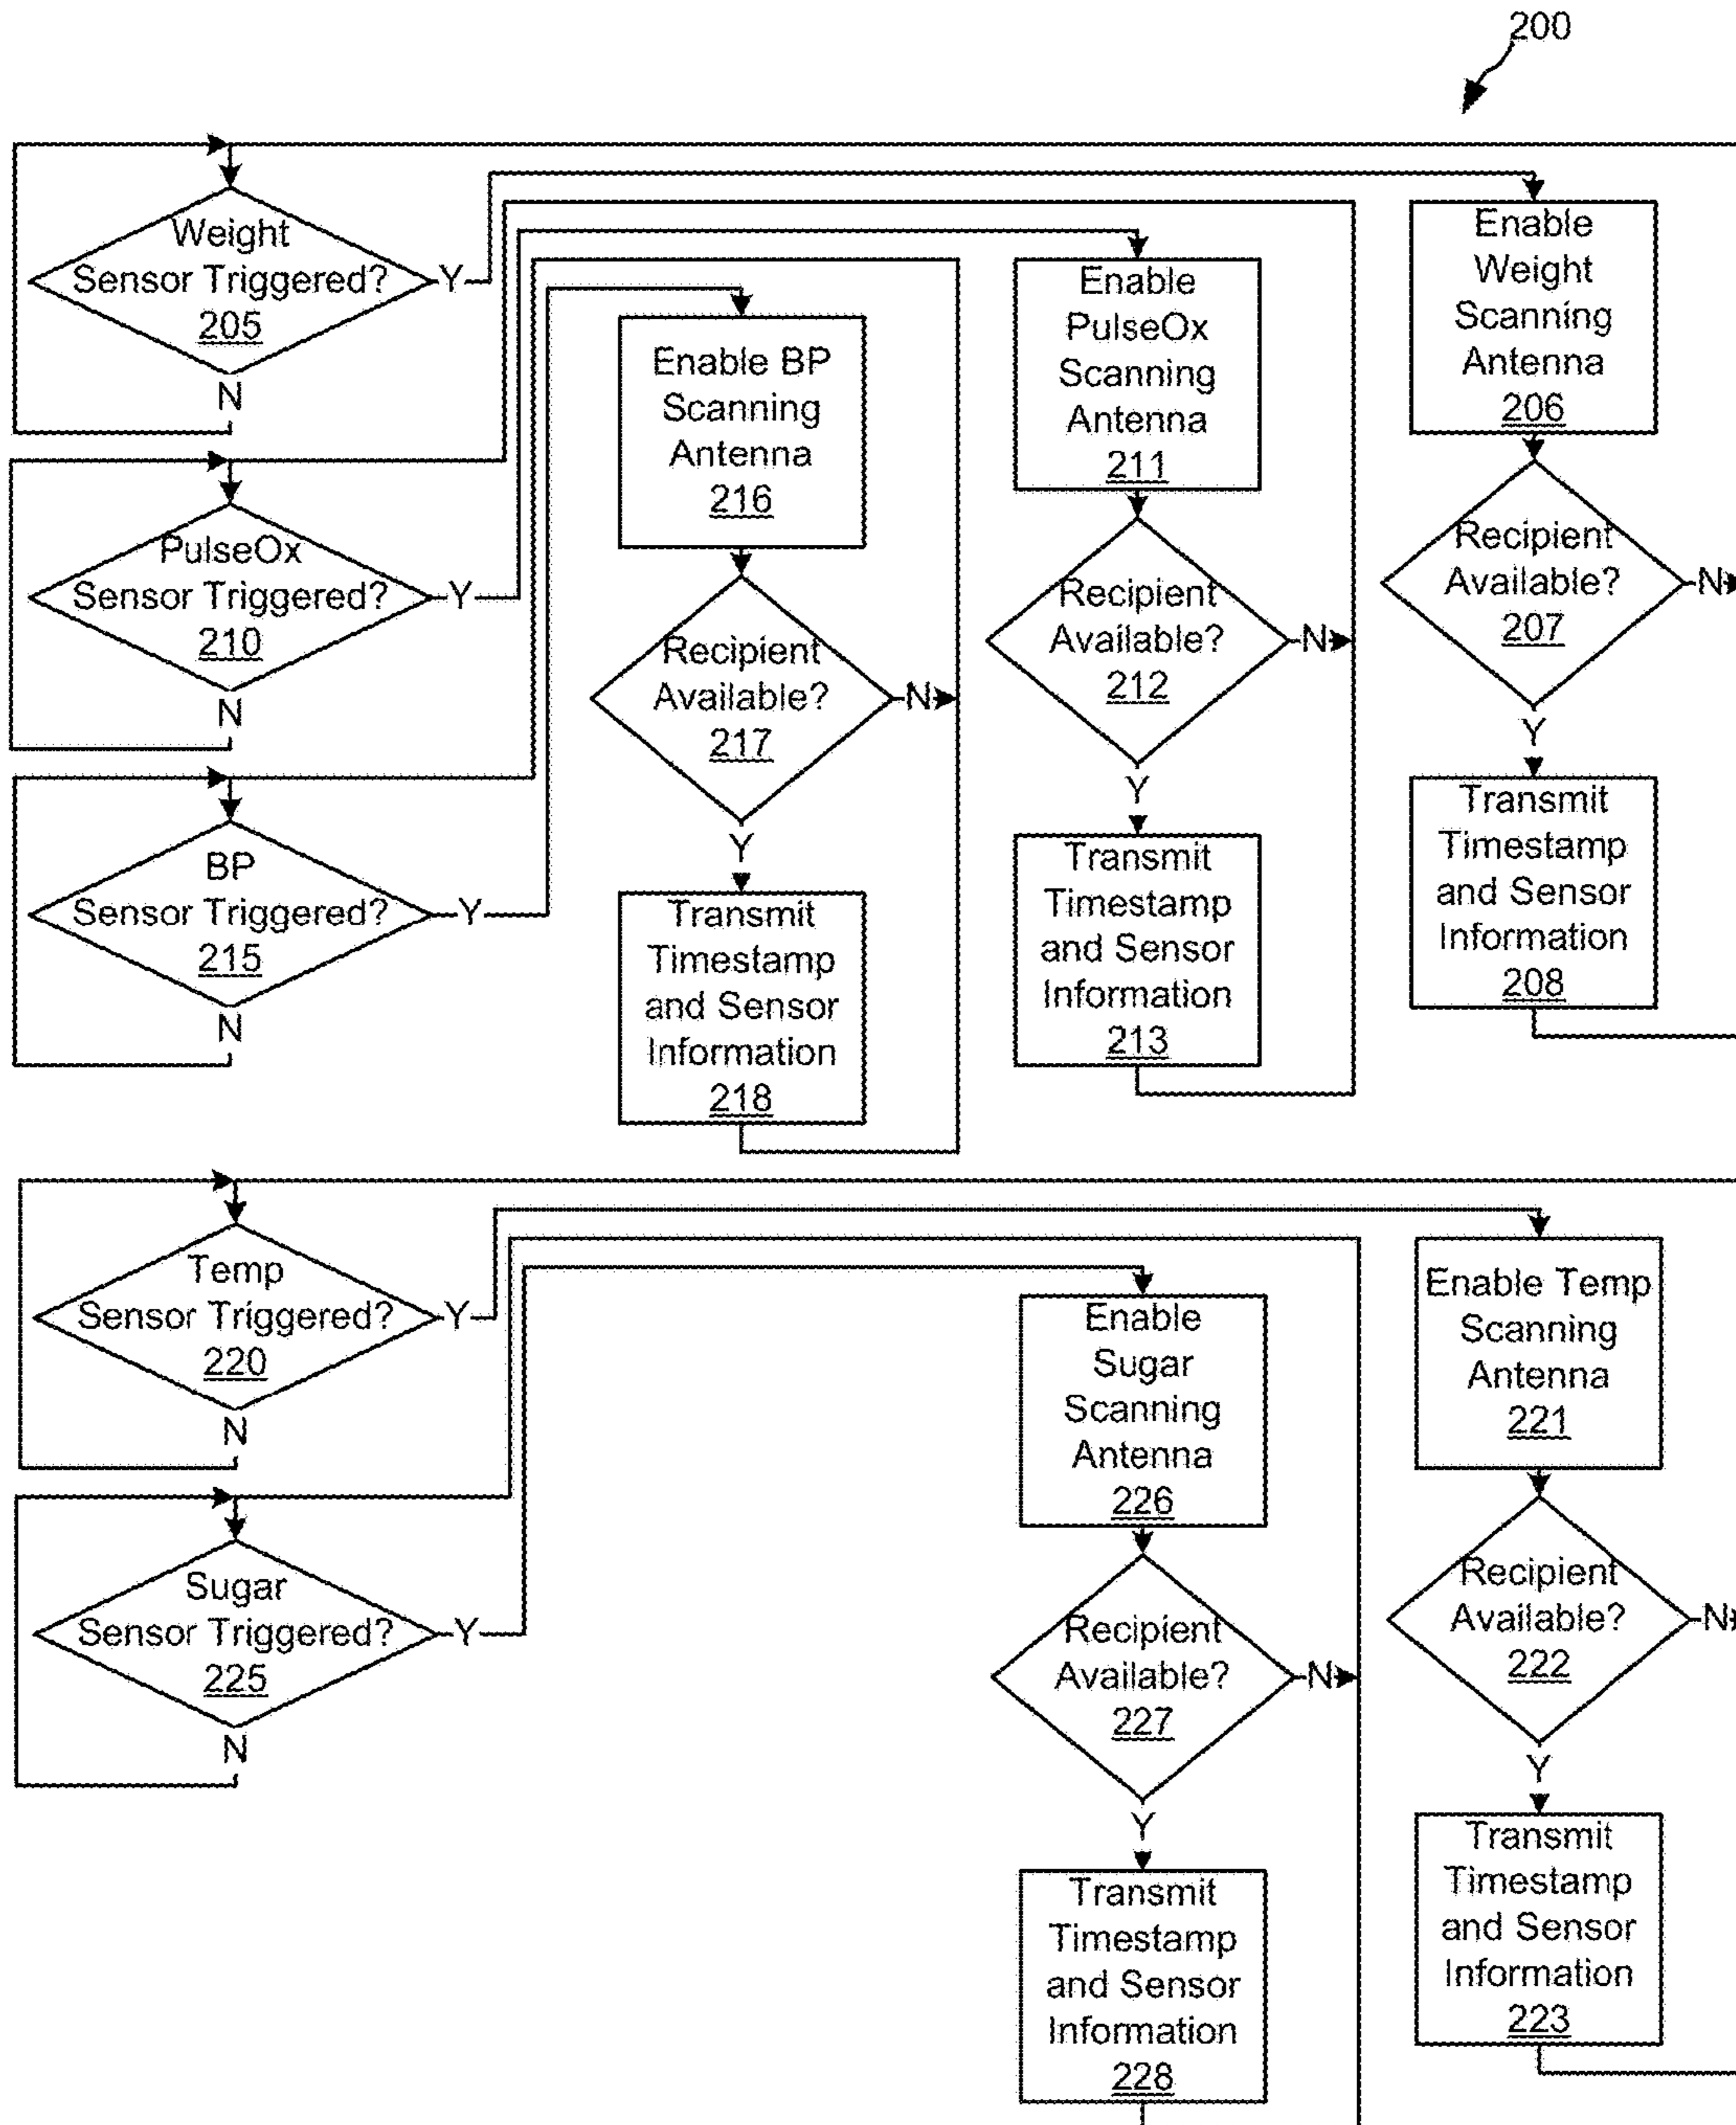 200
Weight
Sensor Triggered?
205
Y
N
Enable
Weight
Scanning
Antenna
206
Recipient
Available?
207
N
Y
Transmit
Timestamp
and Sensor
Information
208
PulseOx
Sensor Triggered?
210
Y
N
Enable
PulseOx
Scanning
Antenna
211
Recipient
Available?
212
N
Y
Transmit
Timestamp
and Sensor
Information
213
BP
Sensor Triggered?
215
Y
N
Enable BP
Scanning
Antenna
216
Recipient
Available?
217
N
Y
Transmit
Timestamp
and Sensor
Information
218
Temp
Sensor Triggered?
220
Y
N
Enable Temp
Scanning
Antenna
221
Recipient
Available?
222
N
Y
Transmit
Timestamp
and Sensor
Information
223
Sugar
Sensor Triggered?
225
Y
N
Enable
Sugar
Scanning
Antenna
226
Recipient
Available?
227
N
Y
Transmit
Timestamp
and Sensor
Information
228